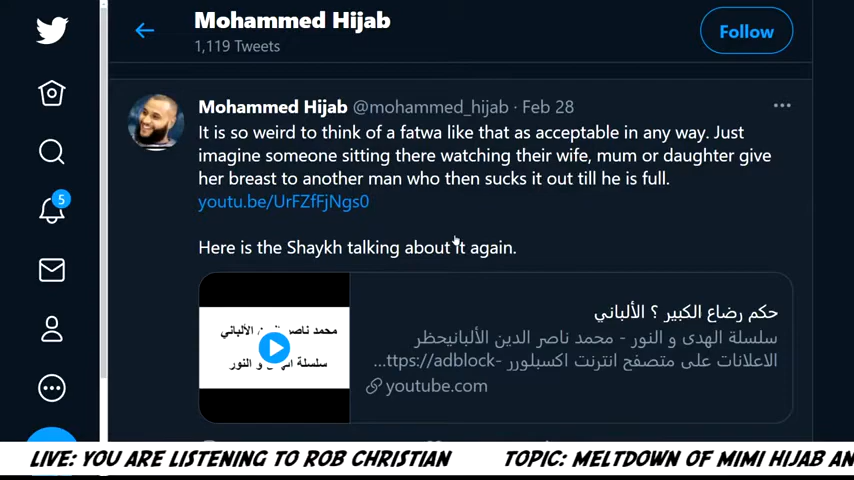 Mohammed Hijab
1,119 Tweets
Follow
5
Mohammed Hijab @mohammed_hijab · Feb 28
It is so weird to think of a fatwa like that as acceptable in any way. Just
imagine someone sitting there watching their wife, mum or daughter give
her breast to another man who then sucks it out till he is full.
youtu.be/UrFZfFjNgs0
Here is the Shaykh talking about it again.
محمد ناصر الألباني
سلسلة و النور
حكم رضاع الكبير ؟ الألباني
سلسلة الهدى و النور - محمد ناصر الدين الألبانيحظر
الاعلانات على متصفح انترنت اكسبلورر -ttps://adblock...
youtube.com
LIVE: YOU ARE LISTENING TO ROB CHRISTIAN TOPIC: MELTDOWN OF MIMI HIJAB AN